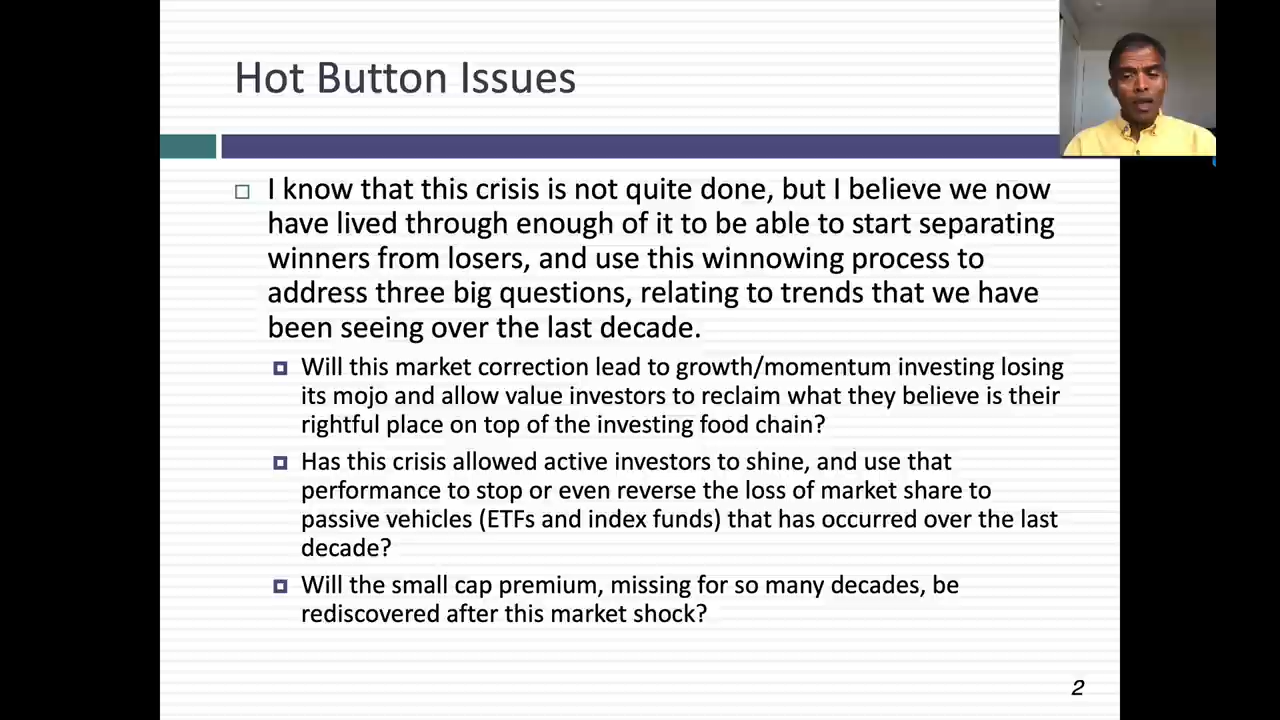 Hot Button Issues
I know that this crisis is not quite done, but I believe we now
have lived through enough of it to be able to start separating
winners from losers, and use this winnowing process to
address three big questions, relating to trends that we have
been seeing over the last decade.
Will this market correction lead to growth/momentum investing losing
its mojo and allow value investors to reclaim what they believe is their
rightful place on top of the investing food chain?
Has this crisis allowed active investors to shine, and use that
performance to stop or even reverse the loss of market share to
passive vehicles (ETFs and index funds) that has occurred over the last
decade?
Will the small cap premium, missing for so many decades, be
rediscovered after this market shock?
2